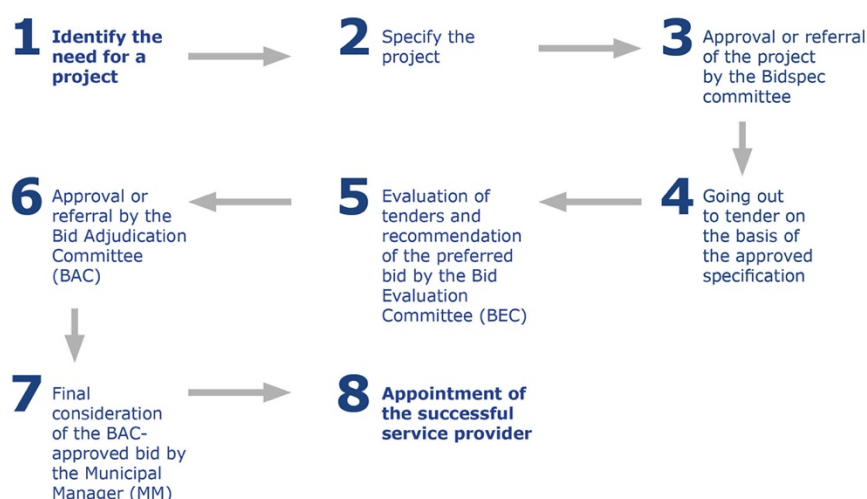 1 Identify the
need for a
project
2 Specify the
project
3 Approval or referral
of the project
by the Bidspec
committee
4 Going out
to tender on
the basis of
the approved
specification
5 Evaluation of
tenders and
recommendation
of the preferred
bid by the Bid
Evaluation
Committee (BEC)
6 Approval or
referral by the
Bid Adjudication
Committee
(BAC)
7 Final
consideration
of the BAC-
approved bid by
the Municipal
Manager (MM)
8 Appointment of
the successful
service provider